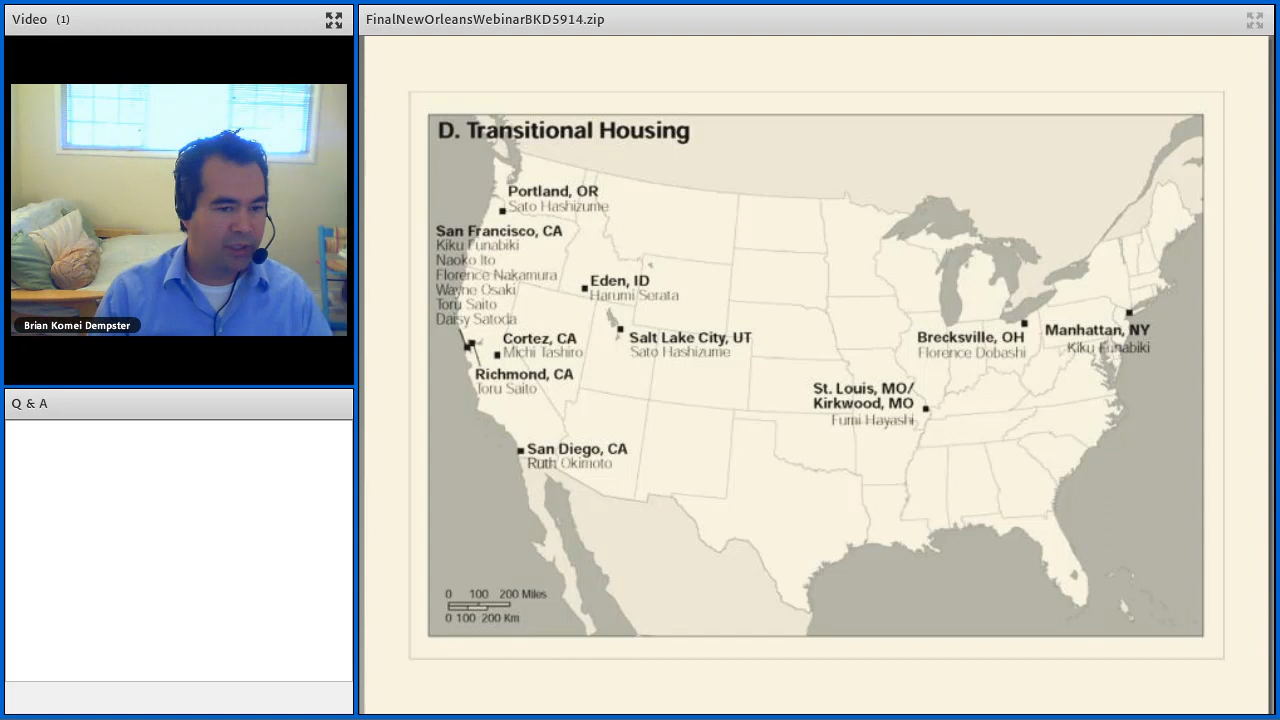 Video (1)
FinalNewOrleansWebinarBKD5914.zip
Brian Komei Dempster
Q & A
D. Transitional Housing
Portland, OR
Sato Hashizume
San Francisco, CA
Kiku Funabiki
Naoko Ito
Florence Nakamura
Wayne Osaki
Toru Saito
Daisy Satoda
Eden, ID
Harumi Serata
Cortez, CA
Michi Tashiro
Salt Lake City, UT
Sato Hashizume
Richmond, CA
Toru Saito
Brecksville, OH
Florence Dobashi
Manhattan, NY
Kiku Funabiki
St. Louis, MO/
Kirkwood, MO
Fumi Hayashi
San Diego, CA
Ruth Okimoto
0 100 200 Miles
0 100 200 Km